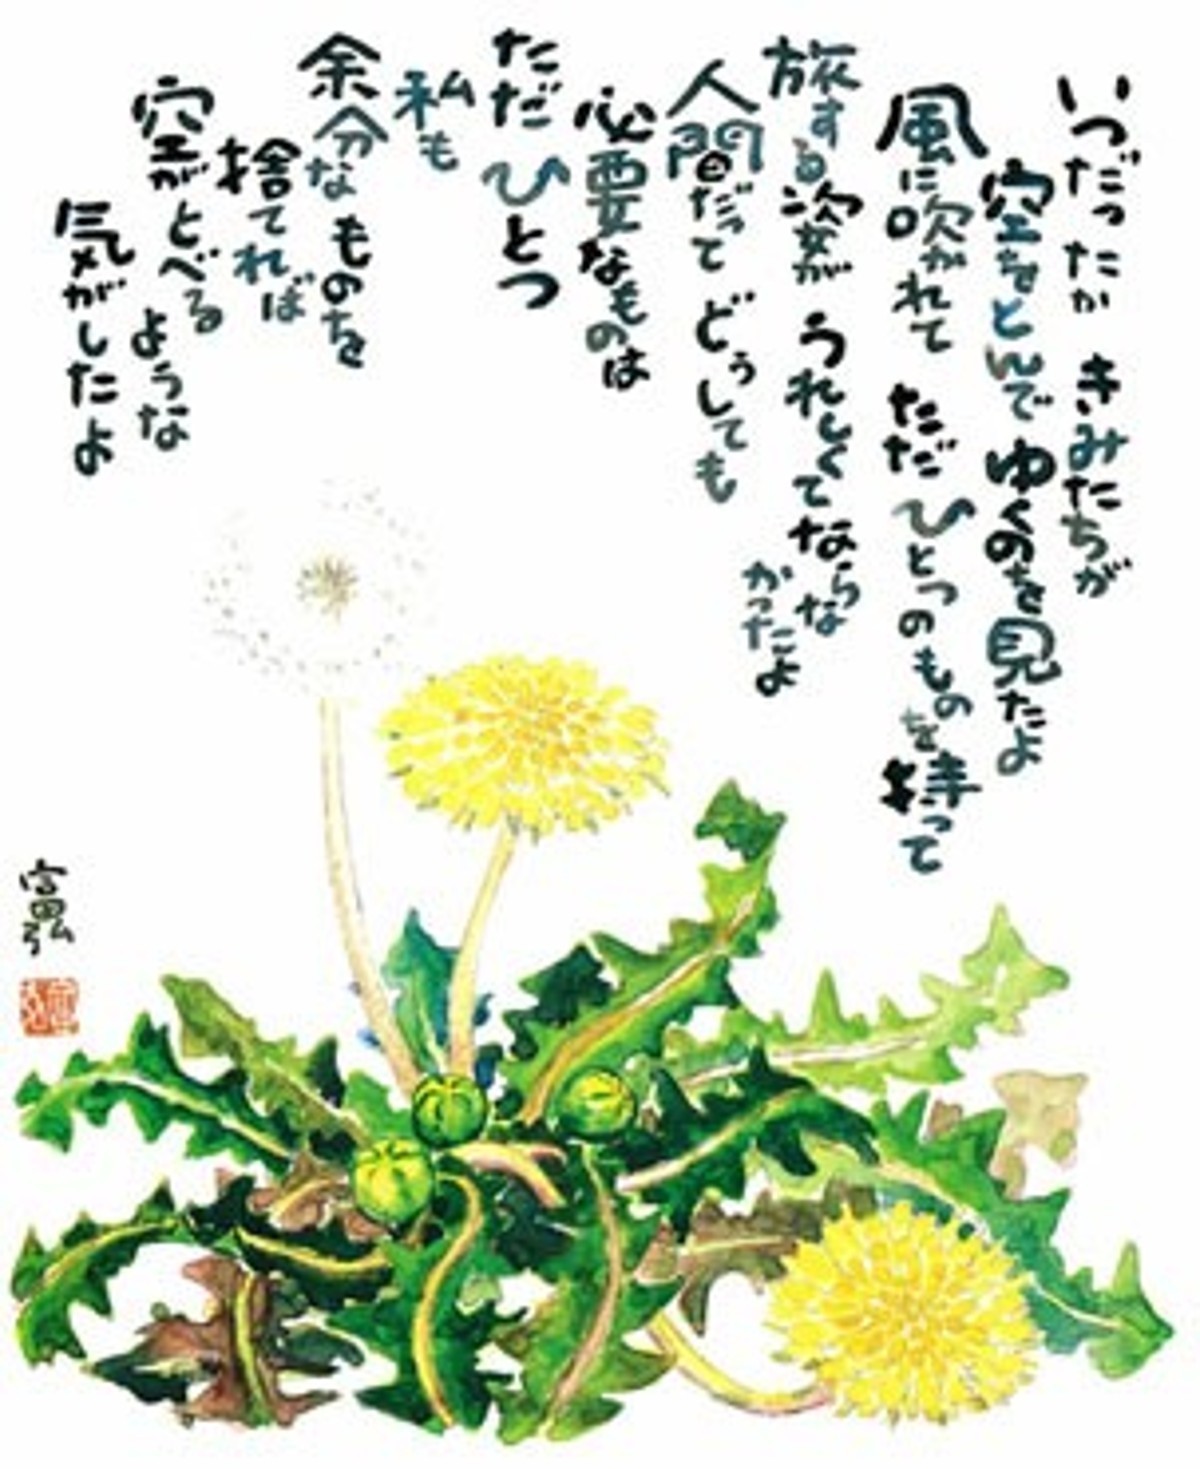 いつだったか きみたちが
空をとんでゆくのを見たよ
風に吹かれて ただひとつのものを持って
旅する姿が うれしくてならな
かったよ
人間だって どうしても
必要なものは
ただひとつ
私も
余分なものを
捨てれば
空がとべるような
気がしたよ
富弘